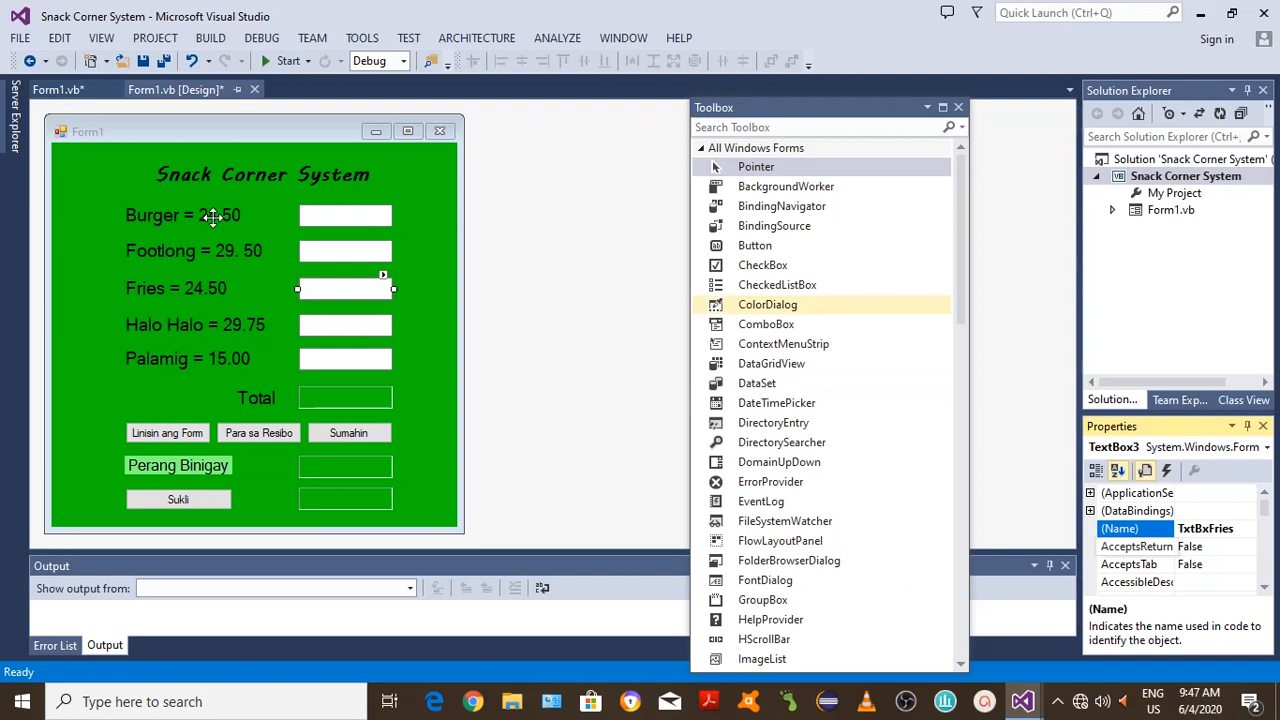 Snack Corner System - Microsoft Visual Studio
Quick Launch (Ctrl+Q)
FILE EDIT VIEW PROJECT BUILD DEBUG TEAM TOOLS TEST ARCHITECTURE ANALYZE WINDOW HELP
Sign in
Start Debug
Form1.vb* Form1.vb [Design]*
Server Explorer
Form1
Snack Corner System
Burger =
Footlong = 29. 50
Fries = 24.50
Halo Halo = 29.75
Palamig = 15.00
Total
Linisin ang Form Para sa Resibo Sumahin
Perang Binigay
Sukli
Output
Show output from:
Error List Output
Toolbox
Search Toolbox
All Windows Forms
Pointer
BackgroundWorker
BindingNavigator
BindingSource
Button
CheckBox
CheckedListBox
ColorDialog
ComboBox
ContextMenuStrip
DataGridView
DataSet
DateTimePicker
DirectoryEntry
DirectorySearcher
DomainUpDown
ErrorProvider
EventLog
FileSystemWatcher
FlowLayoutPanel
FolderBrowserDialog
FontDialog
GroupBox
HelpProvider
HScrollBar
ImageList
Solution Explorer
Search Solution Explorer (Ctrl+
Solution 'Snack Corner System' (
VB Snack Corner System
My Project
Form1.vb
Solution... Team Exp... Class View
Properties
TextBox3 System.Windows.Form
(ApplicationSe
(DataBindings)
(Name) TxtBxFries
AcceptsReturn False
AcceptsTab False
AccessibleDesc
(Name)
Indicates the name used in code to
identify the object.
Ready
Type here to search
ENG
US
9:47 AM
6/4/2020